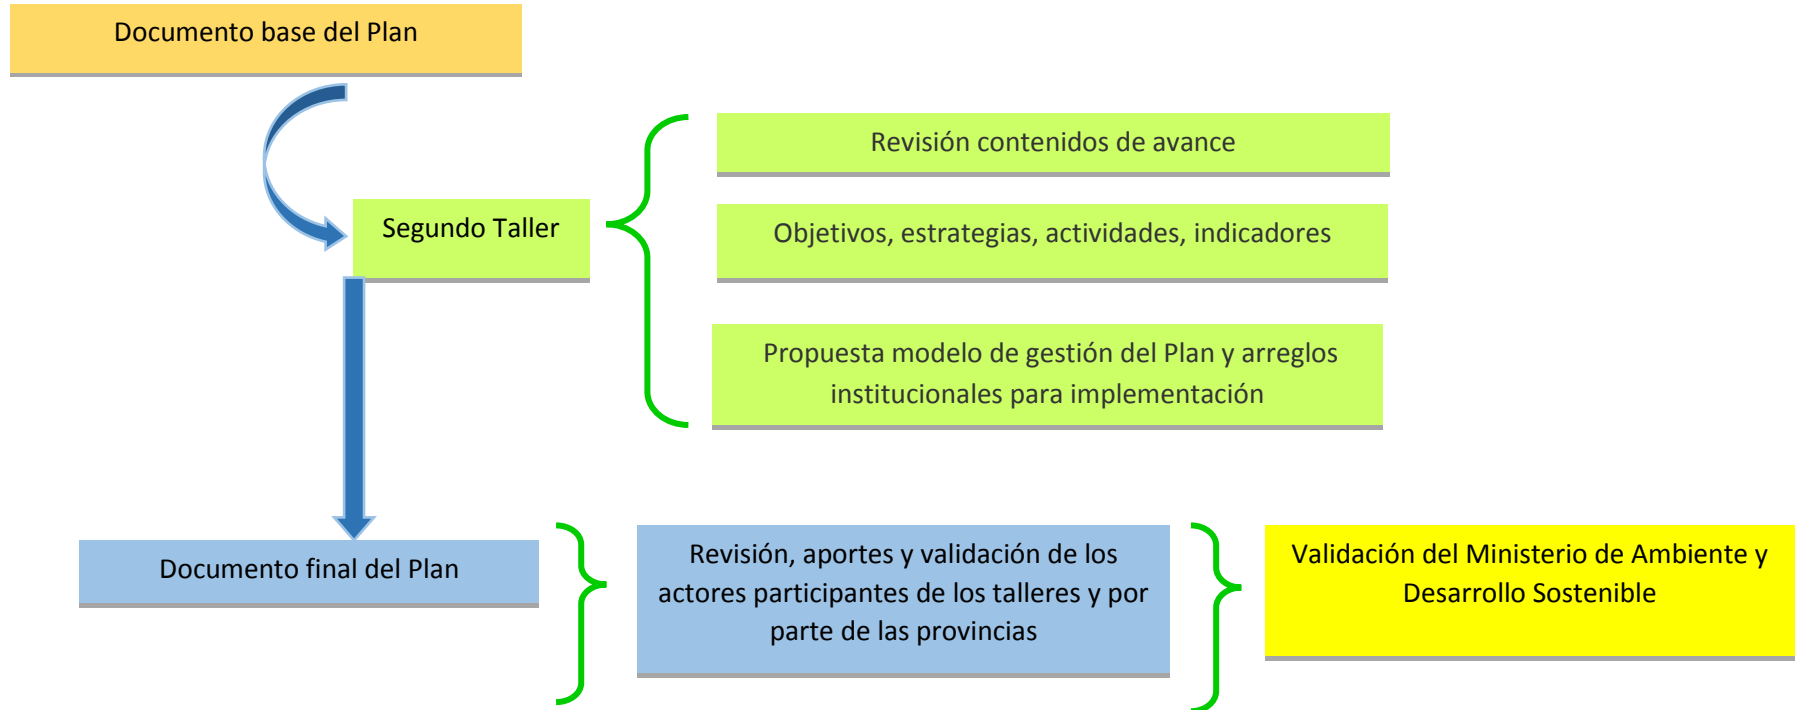 Documento base del Plan
Revisión contenidos de avance
Segundo Taller
Objetivos, estrategias, actividades, indicadores
Propuesta modelo de gestión del Plan y arreglos
institucionales para implementación
Documento final del Plan
Revisión, aportes y validación de los
actores participantes de los talleres y por
parte de las provincias
Validación del Ministerio de Ambiente y
Desarrollo Sostenible